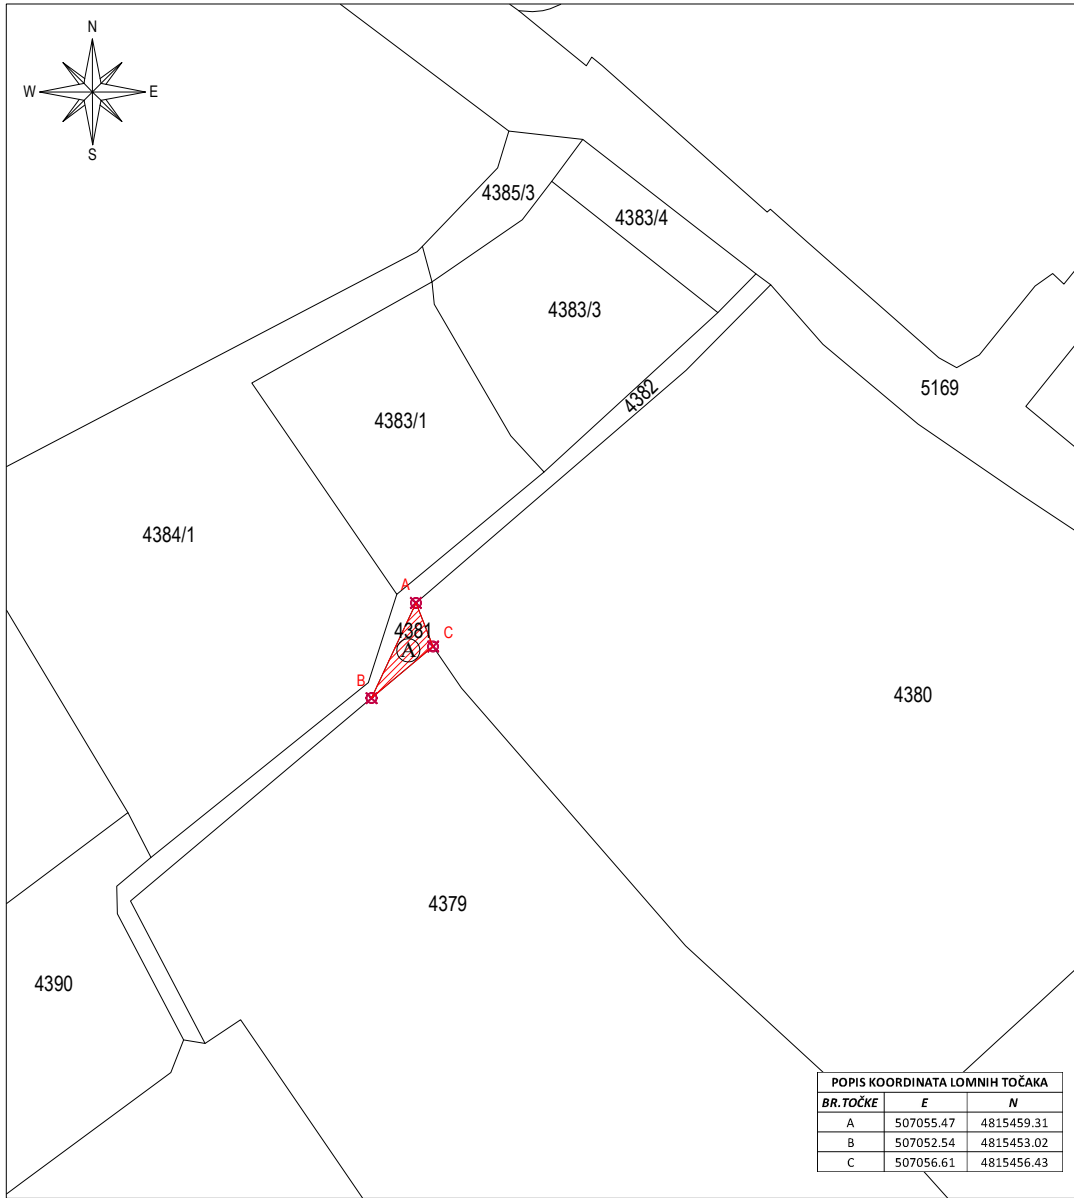 N
W E
S
4385/3
4383/4
4383/3
4382
5169
4383/1
4384/1
A
4381
C
A
B
4380
4379
4390
POPIS KOORDINATA LOMNIH TOČAKA
BR.TOČKE E N
A 507055.47 4815459.31
B 507052.54 4815453.02
C 507056.61 4815456.43